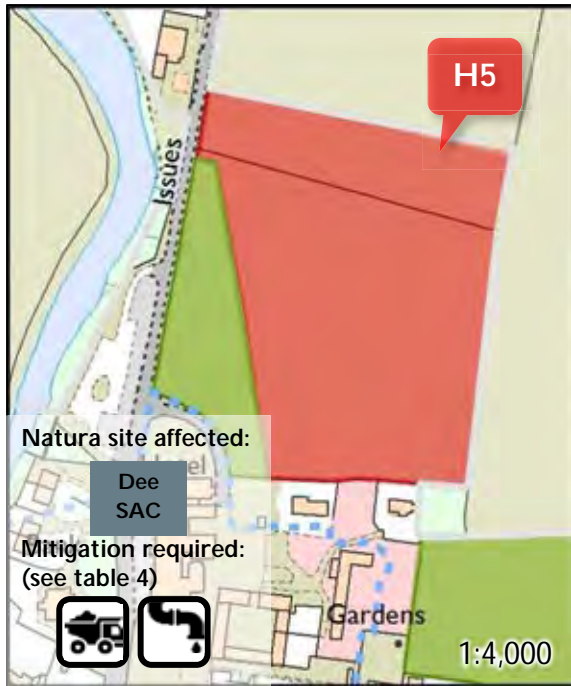 H5
Issues
Natura site affected:
Dee
SAC
Mitigation required:
(see table 4)
Gardens
1:4,000